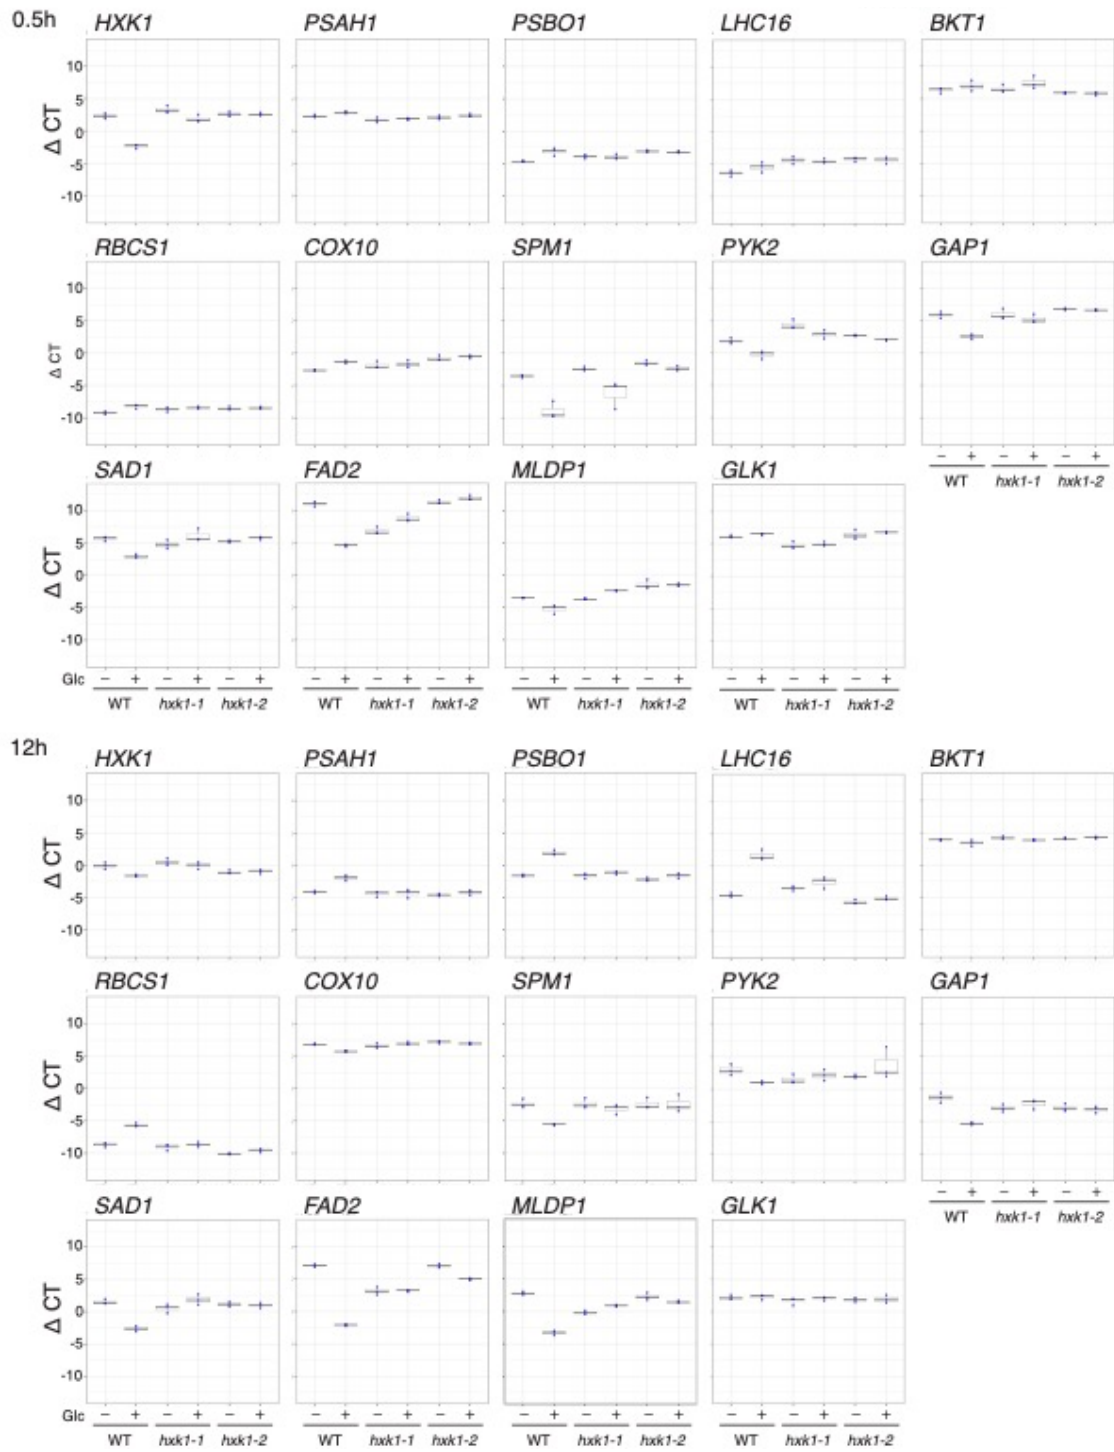 0.5h
HXK1 PSAH1 PSBO1 LHC16 BKT1
10
5
0
-5
-10
Δ CT
RBCS1 COX10 SPM1 PYK2 GAP1
10
5
0
-5
-10
Δ CT
− + − + − +
WT hxk1-1 hxk1-2
SAD1 FAD2 MLDP1 GLK1
10
5
0
-5
-10
Δ CT
Glc − + − + − + − + − + − + − + − + − + − + − + − +
WT hxk1-1 hxk1-2 WT hxk1-1 hxk1-2 WT hxk1-1 hxk1-2 WT hxk1-1 hxk1-2
12h
HXK1 PSAH1 PSBO1 LHC16 BKT1
10
5
0
-5
-10
Δ CT
RBCS1 COX10 SPM1 PYK2 GAP1
10
5
0
-5
-10
Δ CT
− + − + − +
WT hxk1-1 hxk1-2
SAD1 FAD2 MLDP1 GLK1
10
5
0
-5
-10
Δ CT
Glc − + − + − + − + − + − + − + − + − + − + − + − +
WT hxk1-1 hxk1-2 WT hxk1-1 hxk1-2 WT hxk1-1 hxk1-2 WT hxk1-1 hxk1-2